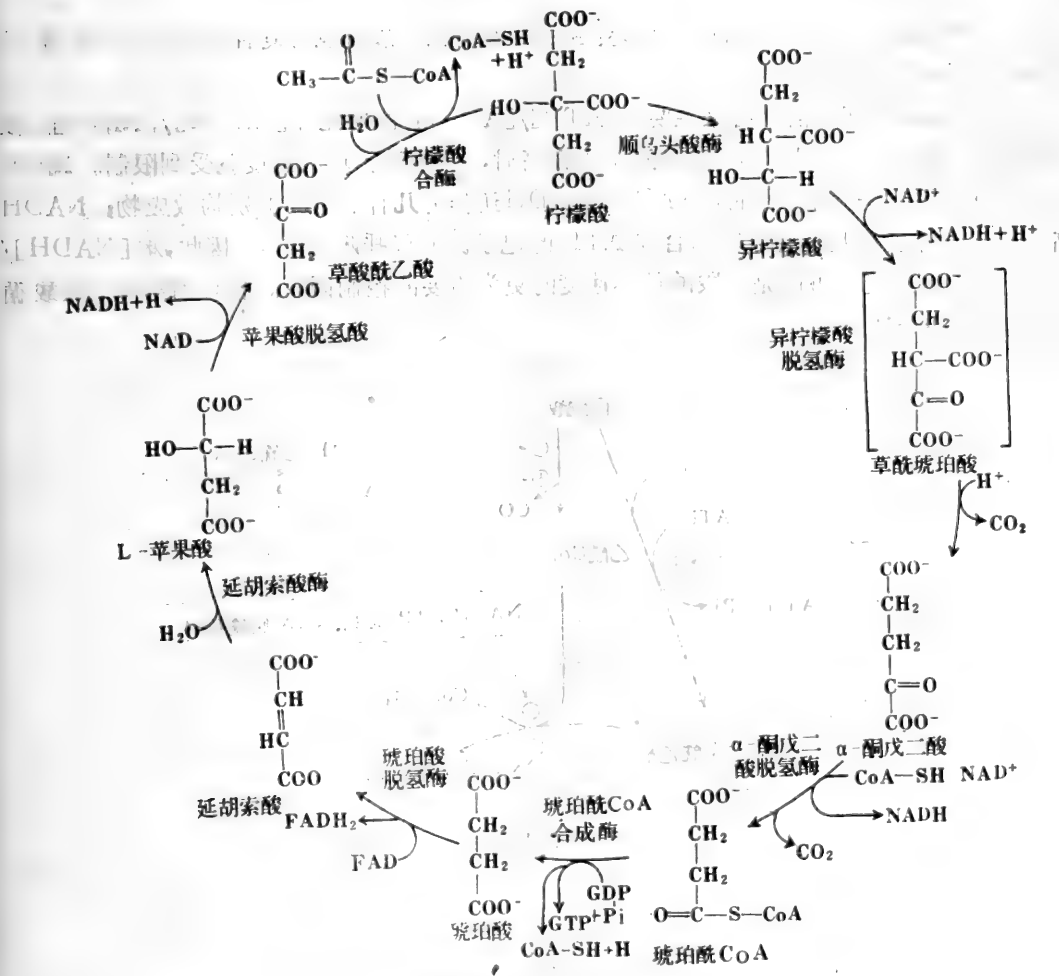 O
CH₃—C—S—CoA
CoA—SH
+H⁺
H₂O
柠檬酸
合酶
COO⁻
CH₂
HO—C—COO⁻
CH₂
COO⁻
柠檬酸
顺乌头酸酶
COO⁻
CH₂
HC—COO⁻
HO—C—H
COO⁻
异柠檬酸
NAD⁺
NADH+H⁺
异柠檬酸
脱氢酶
COO⁻
CH₂
HC—COO⁻
C=O
COO⁻
草酰琥珀酸
H⁺
CO₂
COO⁻
CH₂
CH₂
C=O
COO⁻
α-酮戊二酸
α-酮戊二
酸脱氢酶
CoA—SH NAD⁺
NADH
CO₂
COO⁻
CH₂
CH₂
O=C—S—CoA
琥珀酰CoA
琥珀酰CoA
合成酶
GDP
+Pi
GTP
CoA-SH+H
COO⁻
CH₂
CH₂
COO⁻
琥珀酸
琥珀酸
脱氢酶
FAD
FADH₂
COO⁻
CH
HC
COO
延胡索酸
H₂O
延胡索酸酶
COO⁻
HO—C—H
CH₂
COO⁻
L-苹果酸
NAD
NADH+H
苹果酸脱氢酸
COO⁻
C=O
CH₂
COO⁻
草酸酰乙酸